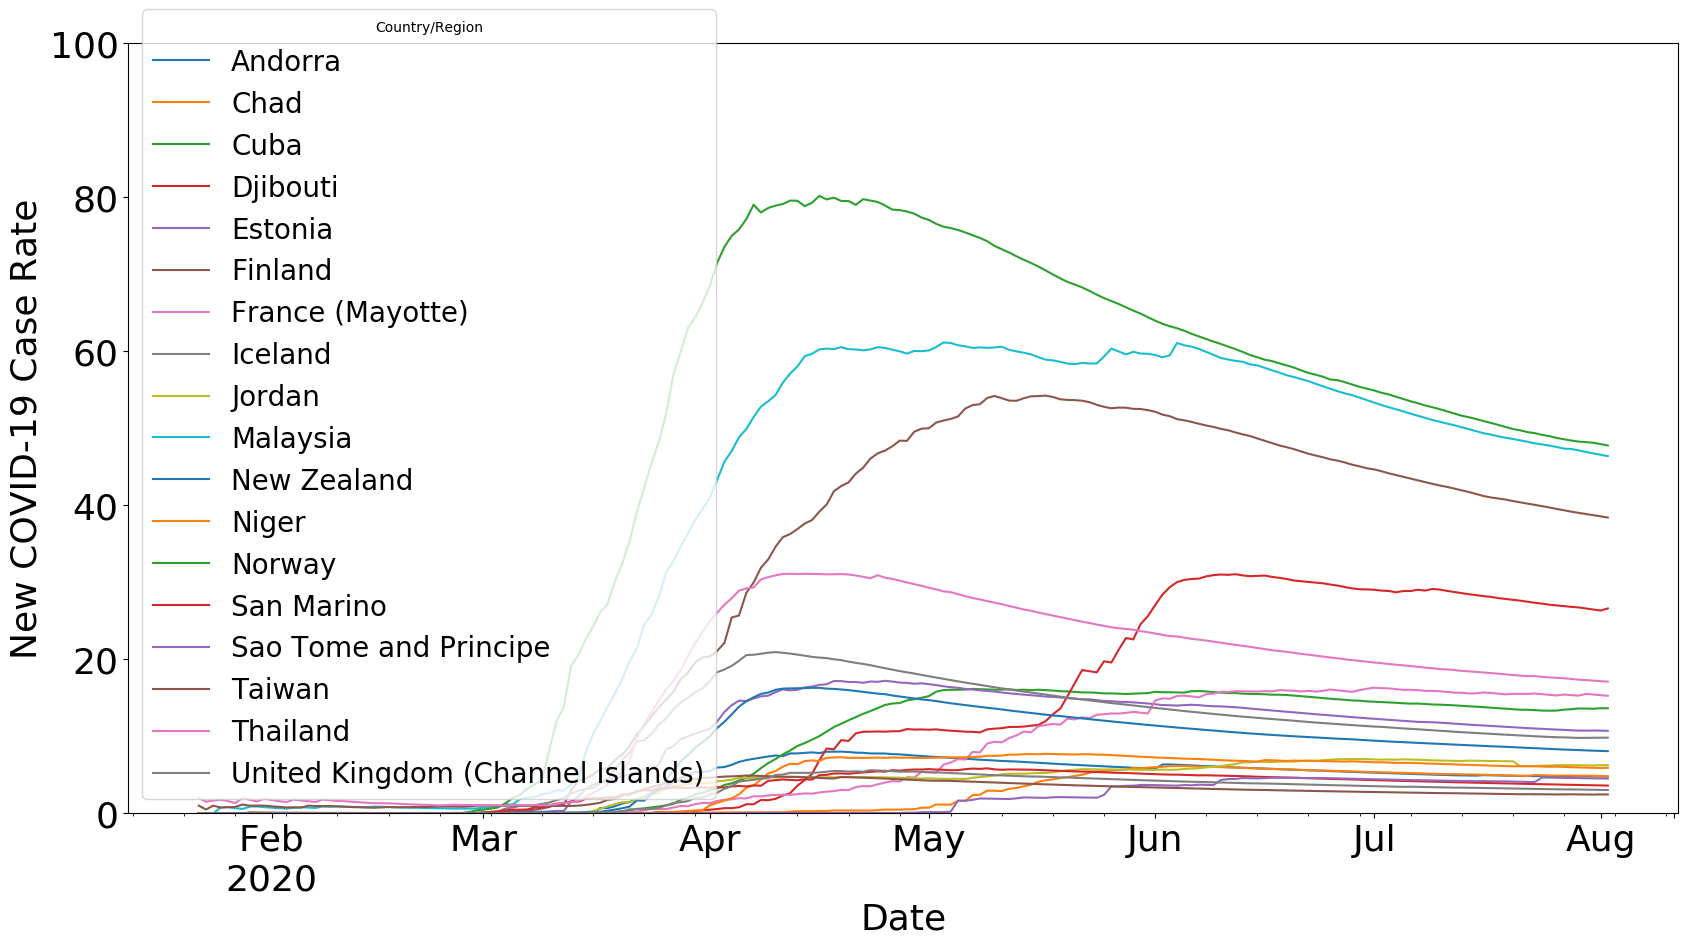 Country/Region
Andorra
Chad
Cuba
Djibouti
Estonia
Finland
France (Mayotte)
Iceland
Jordan
Malaysia
New Zealand
Niger
Norway
San Marino
Sao Tome and Principe
Taiwan
Thailand
United Kingdom (Channel Islands)
New COVID-19 Case Rate
100
80
60
40
20
0
Feb Mar Apr May Jun Jul Aug
2020
Date